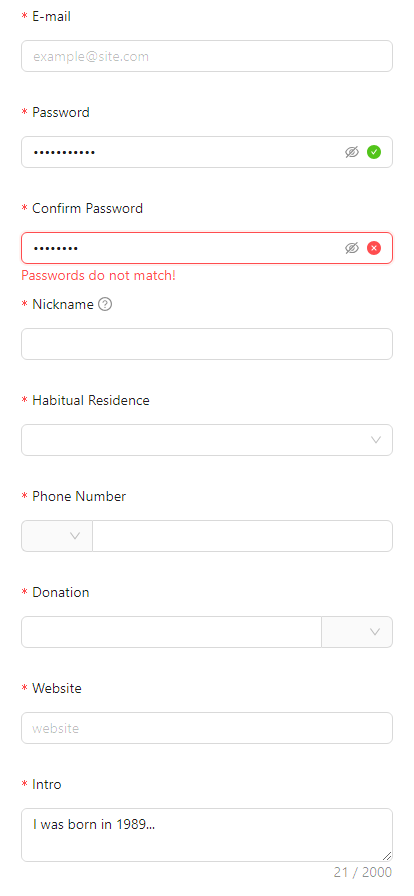 * E-mail
example@site.com
* Password
•••••••••••
* Confirm Password
••••••••
Passwords do not match!
* Nickname
* Habitual Residence
* Phone Number
* Donation
* Website
website
* Intro
I was born in 1989...
21 / 2000